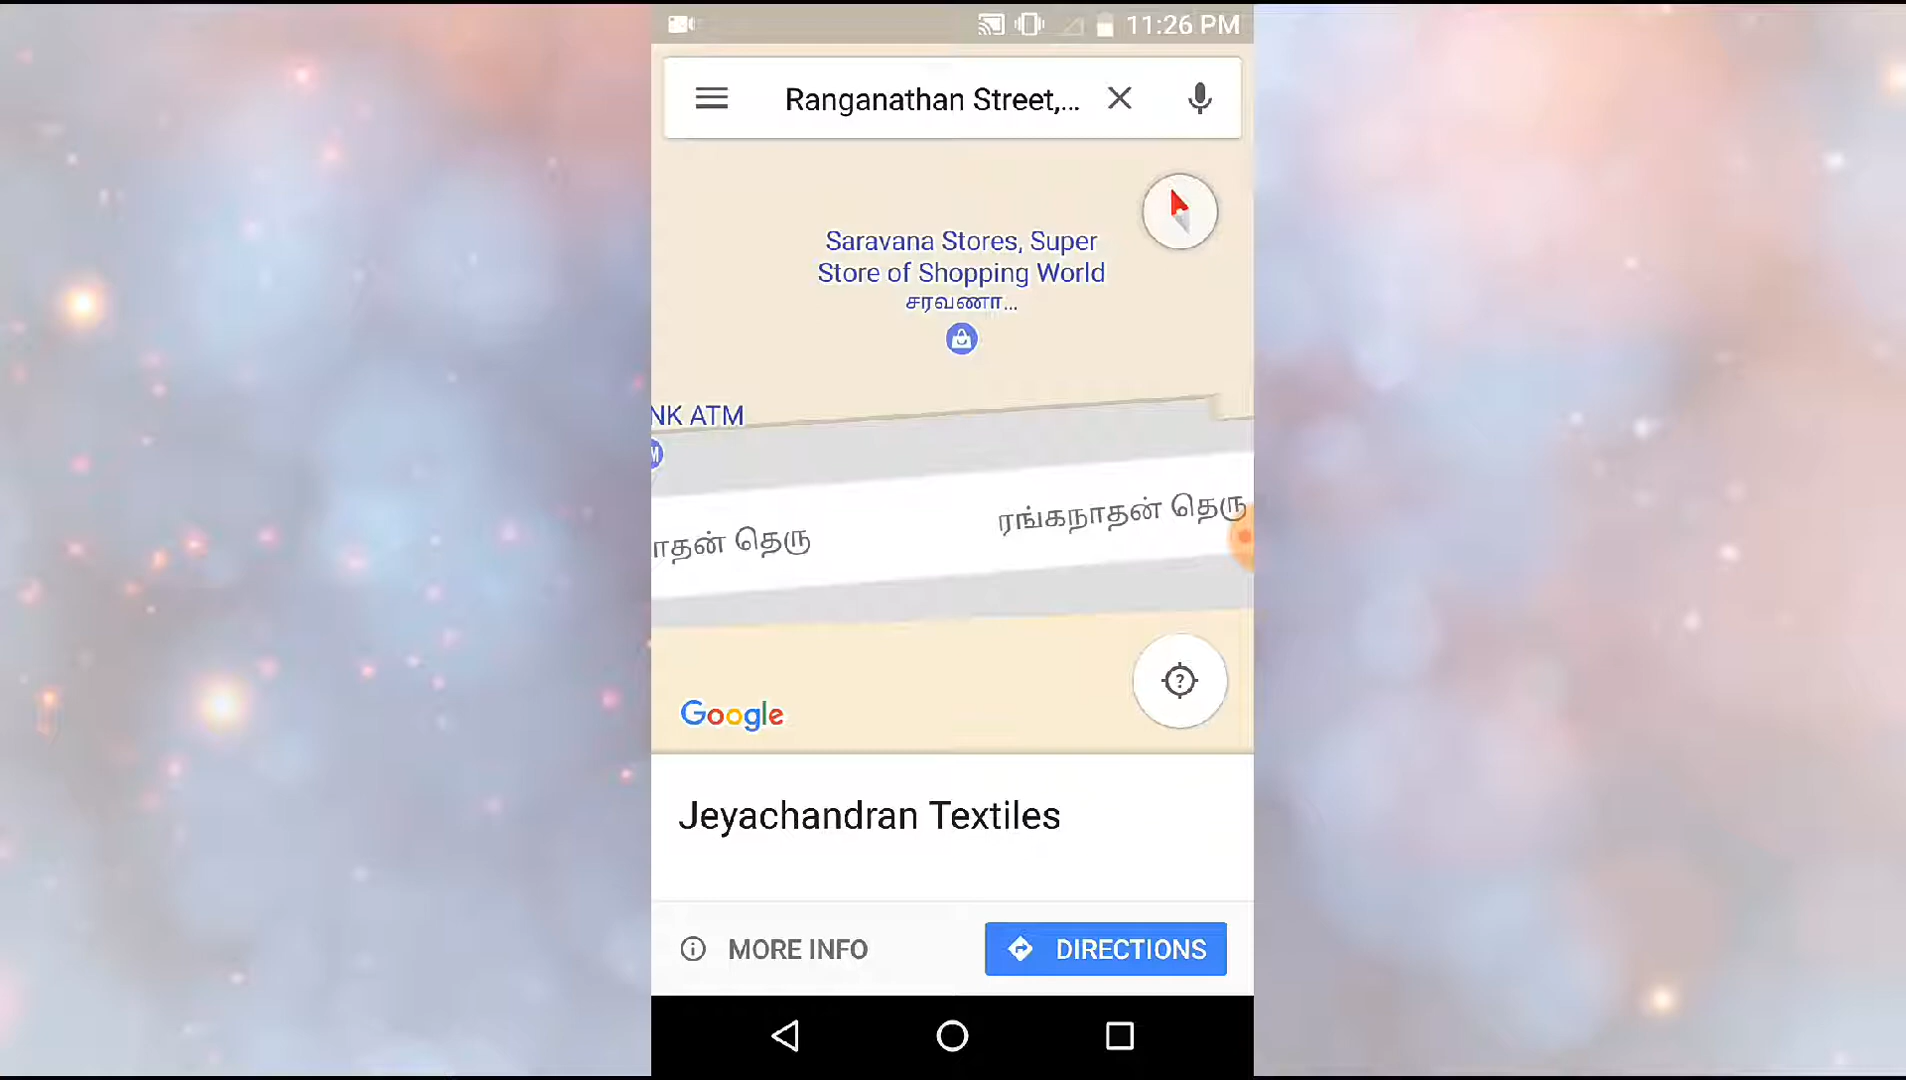 11:26 PM
Ranganathan Street,...
Saravana Stores, Super
Store of Shopping World
சரவணா...
NK ATM
ரங்கநாதன் தெரு
ாதன் தெரு
Google
Jeyachandran Textiles
MORE INFO
DIRECTIONS